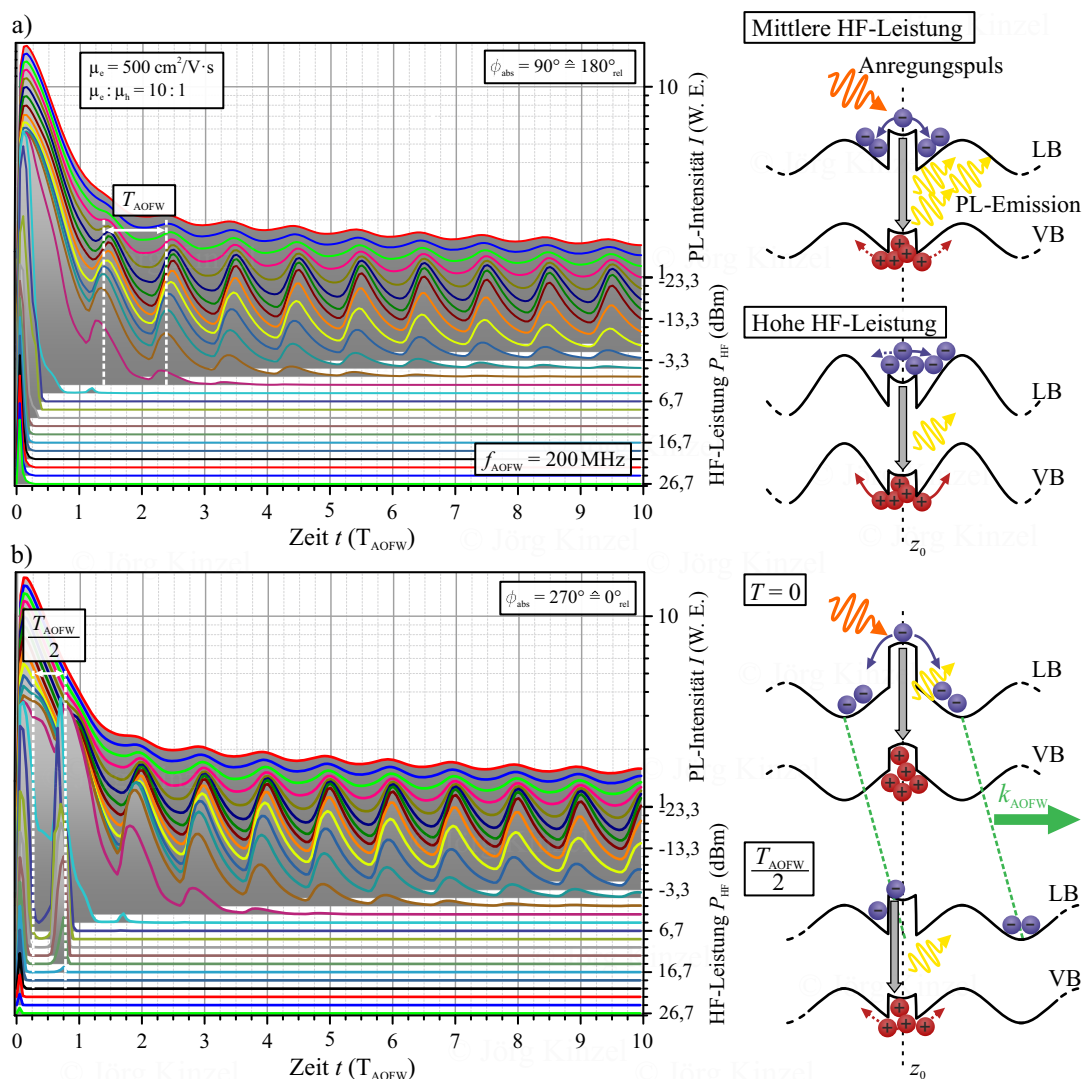 a)
μe = 500 cm²/V·s
μe : μh = 10 : 1
ϕabs = 90° ≙ 180°rel
TAOFW
fAOFW = 200 MHz
0 1 2 3 4 5 6 7 8 9 10
Zeit t (TAOFW)
10
1
PL-Intensität I (W. E.)
-23,3
-13,3
-3,3
6,7
16,7
26,7
HF-Leistung PHF (dBm)
Mittlere HF-Leistung
Anregungspuls
LB
PL-Emission
VB
Hohe HF-Leistung
LB
VB
z0
b)
ϕabs = 270° ≙ 0°rel
TAOFW
2
0 1 2 3 4 5 6 7 8 9 10
Zeit t (TAOFW)
10
1
PL-Intensität I (W. E.)
-23,3
-13,3
-3,3
6,7
16,7
26,7
HF-Leistung PHF (dBm)
T = 0
LB
VB
kAOFW
TAOFW
2
LB
VB
z0
© Jörg Kinzel